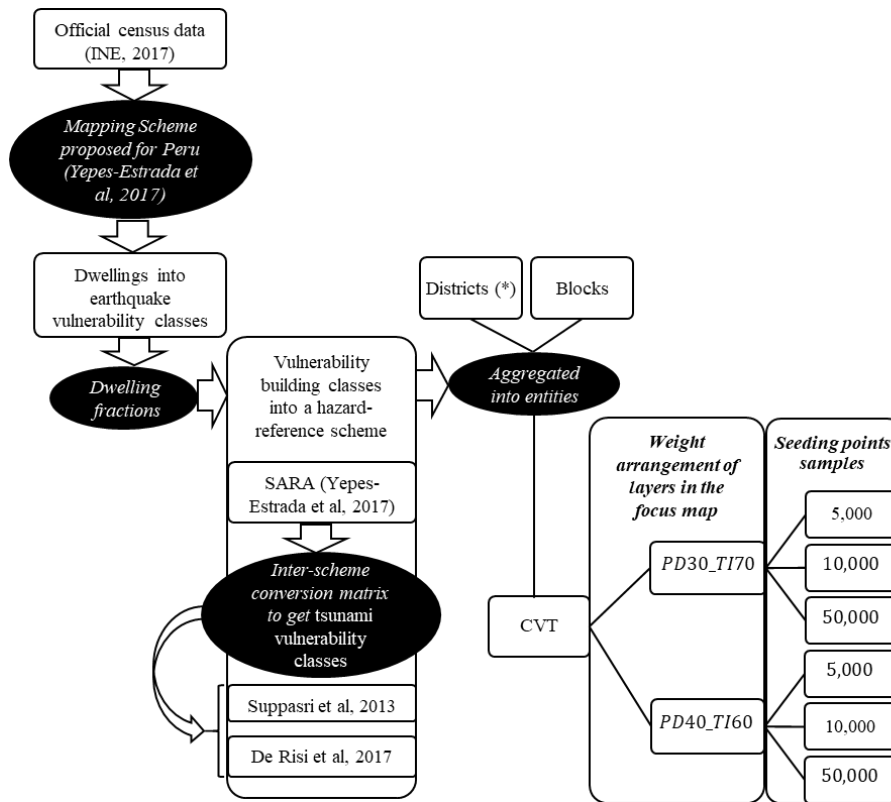 Official census data
(INE, 2017)
Mapping Scheme
proposed for Peru
(Yepes-Estrada et
al, 2017)
Dwellings into
earthquake
vulnerability classes
Dwelling
fractions
Vulnerability
building classes
into a hazard-
reference scheme
SARA (Yepes-
Estrada et al, 2017)
Inter-scheme
conversion matrix
to get tsunami
vulnerability
classes
Suppasri et al, 2013
De Risi et al, 2017
Districts (*)
Blocks
Aggregated
into entities
CVT
Weight
arrangement of
layers in the
focus map
PD30_TI70
PD40_TI60
Seeding points
samples
5,000
10,000
50,000
5,000
10,000
50,000